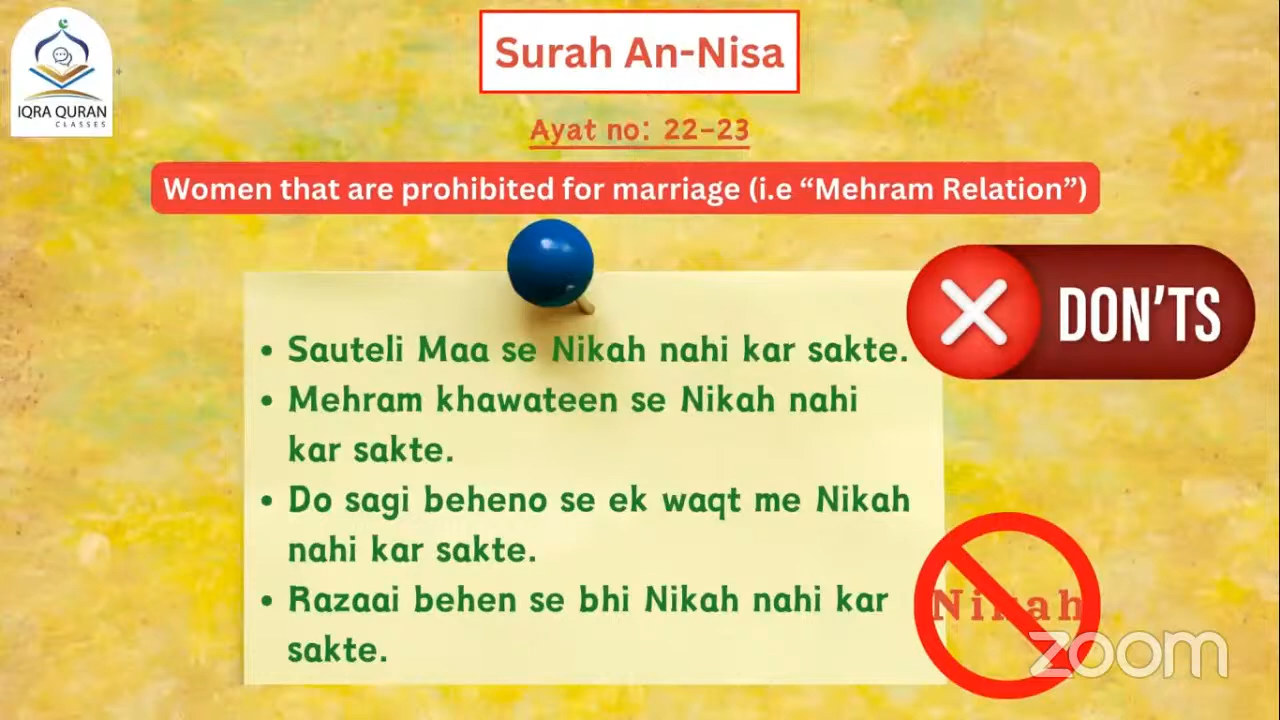 IQRA QURAN
CLASSES
Surah An-Nisa
Ayat no: 22-23
Women that are prohibited for marriage (i.e “Mehram Relation”)
DON'TS
• Sauteli Maa se Nikah nahi kar sakte.
• Mehram khawateen se Nikah nahi
kar sakte.
• Do sagi beheno se ek waqt me Nikah
nahi kar sakte.
• Razaai behen se bhi Nikah nahi kar
sakte.
Nikah
zoom